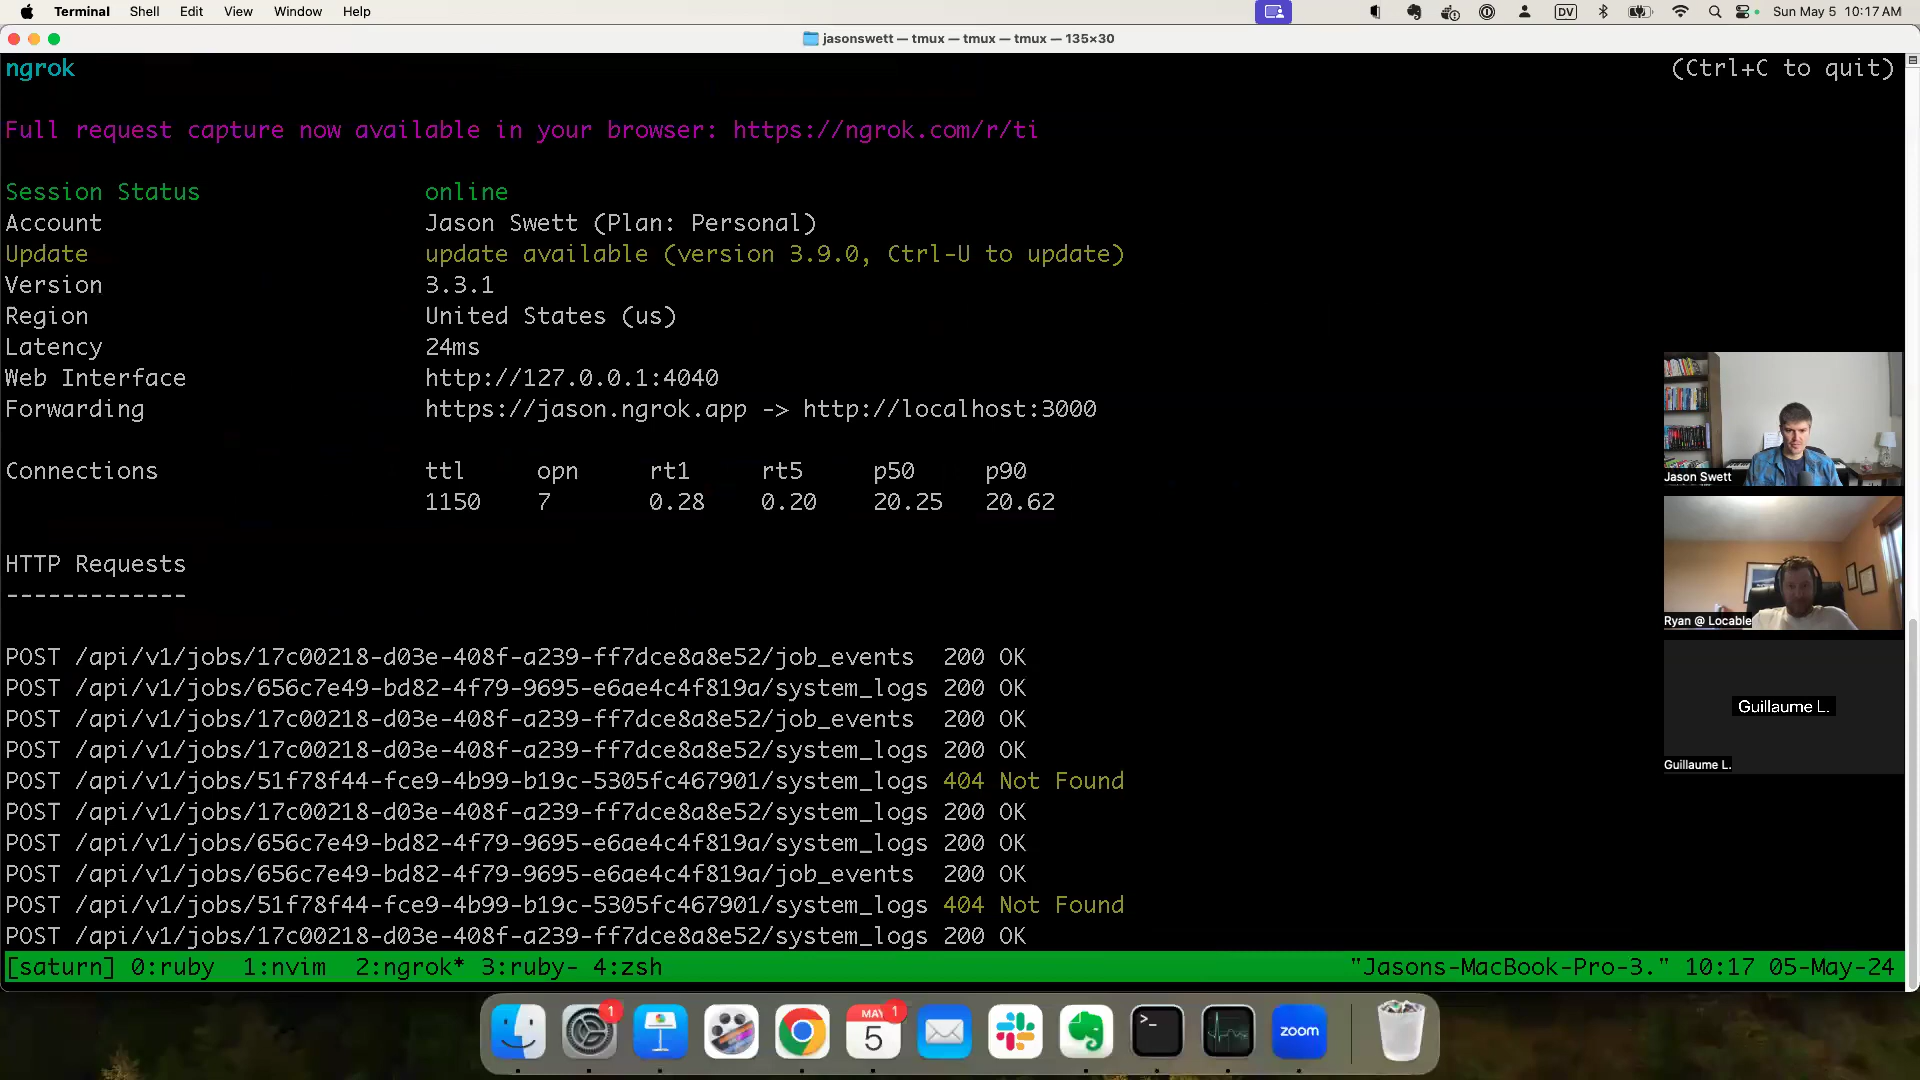 Terminal Shell Edit View Window Help DV Sun May 5 10:17 AM
jasonswett — tmux — tmux — tmux — 135×30
ngrok (Ctrl+C to quit)
Full request capture now available in your browser: https://ngrok.com/r/ti
Session Status online
Account Jason Swett (Plan: Personal)
Update update available (version 3.9.0, Ctrl-U to update)
Version 3.3.1
Region United States (us)
Latency 24ms
Web Interface http://127.0.0.1:4040
Forwarding https://jason.ngrok.app -> http://localhost:3000
Connections ttl opn rt1 rt5 p50 p90
1150 7 0.28 0.20 20.25 20.62
HTTP Requests
-------------
POST /api/v1/jobs/17c00218-d03e-408f-a239-ff7dce8a8e52/job_events 200 OK
POST /api/v1/jobs/656c7e49-bd82-4f79-9695-e6ae4c4f819a/system_logs 200 OK
POST /api/v1/jobs/17c00218-d03e-408f-a239-ff7dce8a8e52/job_events 200 OK
POST /api/v1/jobs/17c00218-d03e-408f-a239-ff7dce8a8e52/system_logs 200 OK
POST /api/v1/jobs/51f78f44-fce9-4b99-b19c-5305fc467901/system_logs 404 Not Found
POST /api/v1/jobs/17c00218-d03e-408f-a239-ff7dce8a8e52/system_logs 200 OK
POST /api/v1/jobs/656c7e49-bd82-4f79-9695-e6ae4c4f819a/system_logs 200 OK
POST /api/v1/jobs/656c7e49-bd82-4f79-9695-e6ae4c4f819a/job_events 200 OK
POST /api/v1/jobs/51f78f44-fce9-4b99-b19c-5305fc467901/system_logs 404 Not Found
POST /api/v1/jobs/17c00218-d03e-408f-a239-ff7dce8a8e52/system_logs 200 OK
[saturn] 0:ruby 1:nvim 2:ngrok* 3:ruby- 4:zsh "Jasons-MacBook-Pro-3." 10:17 05-May-24
Jason Swett
Ryan @ Locable
Guillaume L.
Guillaume L.
1
MAY 1
5
>_
zoom